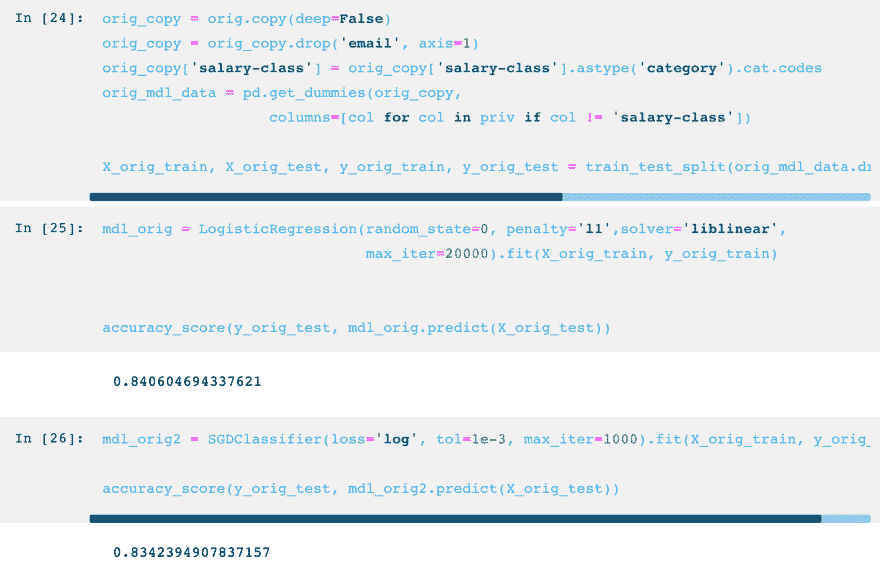 In [24]: orig_copy = orig.copy(deep=False)
orig_copy = orig_copy.drop('email', axis=1)
orig_copy['salary-class'] = orig_copy['salary-class'].astype('category').cat.codes
orig_mdl_data = pd.get_dummies(orig_copy,
columns=[col for col in priv if col != 'salary-class'])
X_orig_train, X_orig_test, y_orig_train, y_orig_test = train_test_split(orig_mdl_data.dr
In [25]: mdl_orig = LogisticRegression(random_state=0, penalty='l1',solver='liblinear',
max_iter=20000).fit(X_orig_train, y_orig_train)
accuracy_score(y_orig_test, mdl_orig.predict(X_orig_test))
0.840604694337621
In [26]: mdl_orig2 = SGDClassifier(loss='log', tol=1e-3, max_iter=1000).fit(X_orig_train, y_orig_
accuracy_score(y_orig_test, mdl_orig2.predict(X_orig_test))
0.8342394907837157